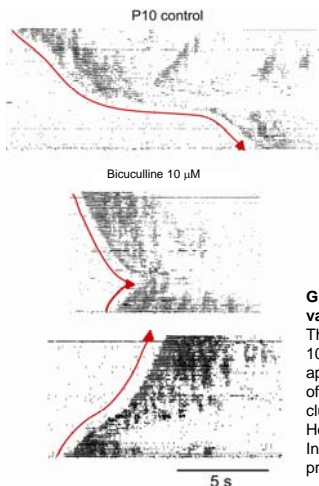 P10 control
Bicuculline 10 µM
G
va
Th
10
ap
of
clu
He
In
pr
5 s